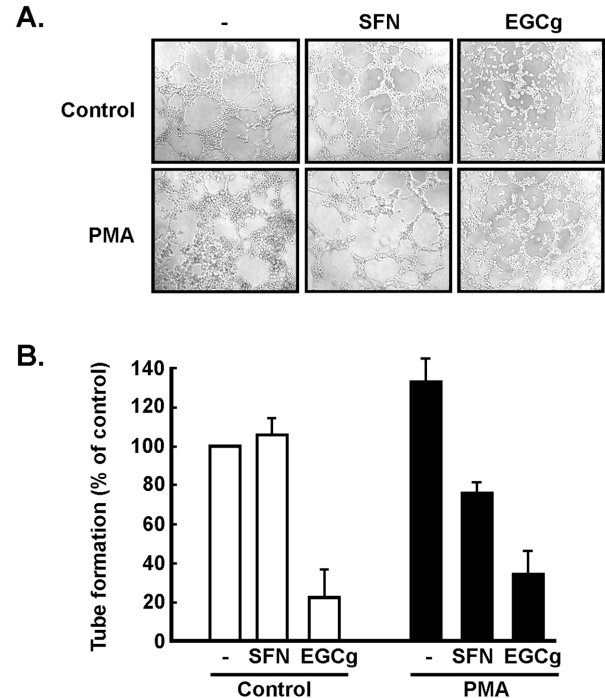 A.
- SFN EGCg
Control
PMA
B.
Tube formation (% of control)
140
120
100
80
60
40
20
0
- SFN EGCg - SFN EGCg
Control PMA